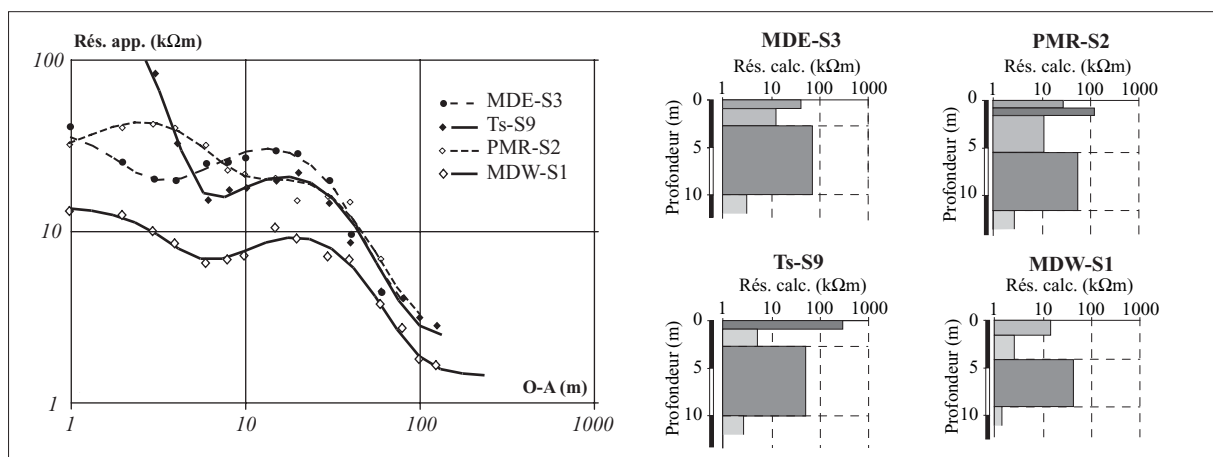 Rés. app. (kΩm)
100
10
1
1
10
100
1000
O-A (m)
MDE-S3
Ts-S9
PMR-S2
MDW-S1
MDE-S3
Rés. calc. (kΩm)
1 10 100 1000
Profondeur (m)
0
5
10
PMR-S2
Rés. calc. (kΩm)
1 10 100 1000
Profondeur (m)
0
5
10
Ts-S9
Rés. calc. (kΩm)
1 10 100 1000
Profondeur (m)
0
5
10
MDW-S1
Rés. calc. (kΩm)
1 10 100 1000
Profondeur (m)
0
5
10